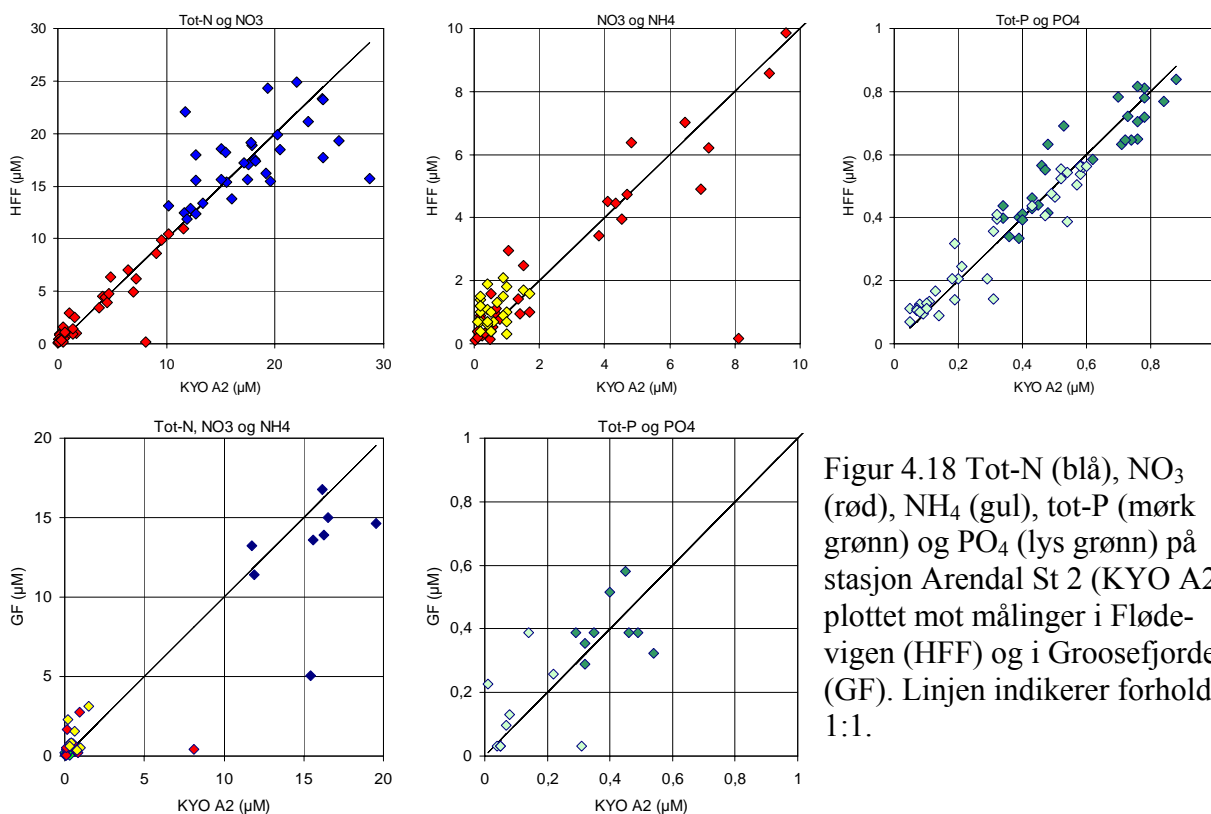 Tot-N og NO3
30
25
20
15
10
5
0
HFF (µM)
0 10 20 30
KYO A2 (µM)
NO3 og NH4
10
8
6
4
2
0
HFF (µM)
0 2 4 6 8 10
KYO A2 (µM)
Tot-P og PO4
1
0,8
0,6
0,4
0,2
0
HFF (µM)
0 0,2 0,4 0,6 0,8
KYO A2 (µM)
Tot-N, NO3 og NH4
20
15
10
5
0
GF (µM)
0 5 10 15 20
KYO A2 (µM)
Tot-P og PO4
1
0,8
0,6
0,4
0,2
0
GF (µM)
0 0,2 0,4 0,6 0,8 1
KYO A2 (µM)
Figur 4.18 Tot-N (blå), NO₃
(rød), NH₄ (gul), tot-P (mørk
grønn) og PO₄ (lys grønn) på
stasjon Arendal St 2 (KYO A2
plottet mot målinger i Fløde-
vigen (HFF) og i Groosefjorde
(GF). Linjen indikerer forhold
1:1.